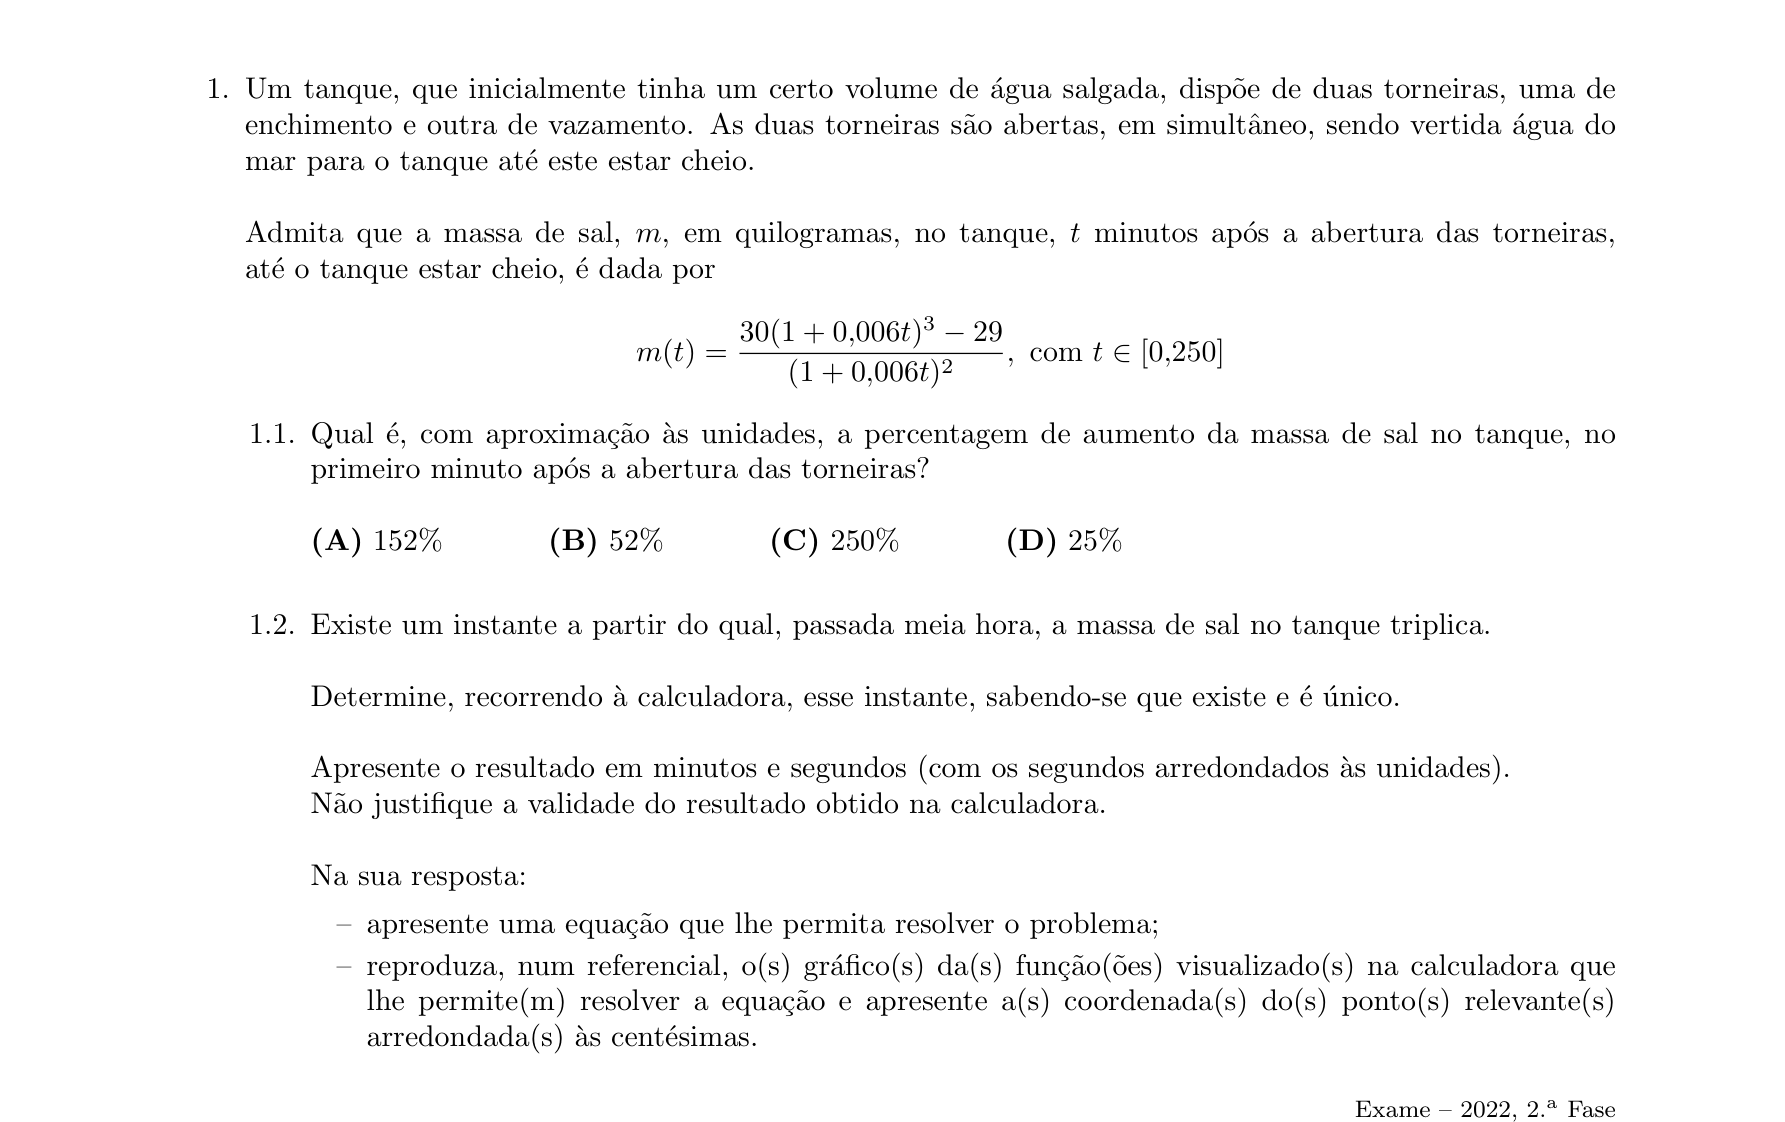 1. Um tanque, que inicialmente tinha um certo volume de água salgada, dispõe de duas torneiras, uma de
enchimento e outra de vazamento. As duas torneiras são abertas, em simultâneo, sendo vertida água do
mar para o tanque até este estar cheio.
Admita que a massa de sal, m, em quilogramas, no tanque, t minutos após a abertura das torneiras,
até o tanque estar cheio, é dada por
m(t) = \frac{30(1 + 0,006t)^3 − 29}{(1 + 0,006t)^2}, com t ∈ [0,250]
1.1. Qual é, com aproximação às unidades, a percentagem de aumento da massa de sal no tanque, no
primeiro minuto após a abertura das torneiras?
(A) 152% (B) 52% (C) 250% (D) 25%
1.2. Existe um instante a partir do qual, passada meia hora, a massa de sal no tanque triplica.
Determine, recorrendo à calculadora, esse instante, sabendo-se que existe e é único.
Apresente o resultado em minutos e segundos (com os segundos arredondados às unidades).
Não justifique a validade do resultado obtido na calculadora.
Na sua resposta:
– apresente uma equação que lhe permita resolver o problema;
– reproduza, num referencial, o(s) gráfico(s) da(s) função(ões) visualizado(s) na calculadora que
lhe permite(m) resolver a equação e apresente a(s) coordenada(s) do(s) ponto(s) relevante(s)
arredondada(s) às centésimas.
Exame – 2022, 2.ª Fase